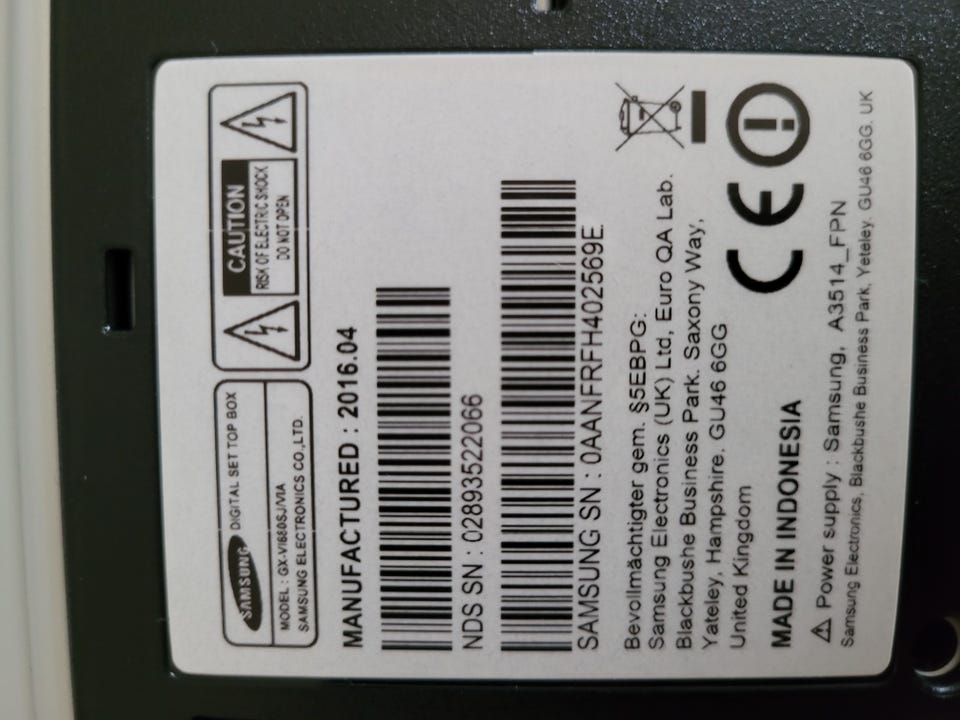 SAMSUNG DIGITAL SET TOP BOX
MODEL : GX-VI680SJ/VIA
SAMSUNG ELECTRONICS CO.,LTD.
CAUTION
RISK OF ELECTRIC SHOCK
DO NOT OPEN
MANUFACTURED : 2016.04
NDS SN : 028935522066
SAMSUNG SN : 0AANFRFH402569E
Bevollmächtigter gem. §5EBPG:
Samsung Electronics (UK) Ltd, Euro QA Lab.
Blackbushe Business Park. Saxony Way,
Yateley, Hampshire. GU46 6GG
United Kingdom
CE
MADE IN INDONESIA
Power supply : Samsung, A3514_FPN
Samsung Electronics, Blackbushe Business Park, Yeteley. GU46 6GG. UK